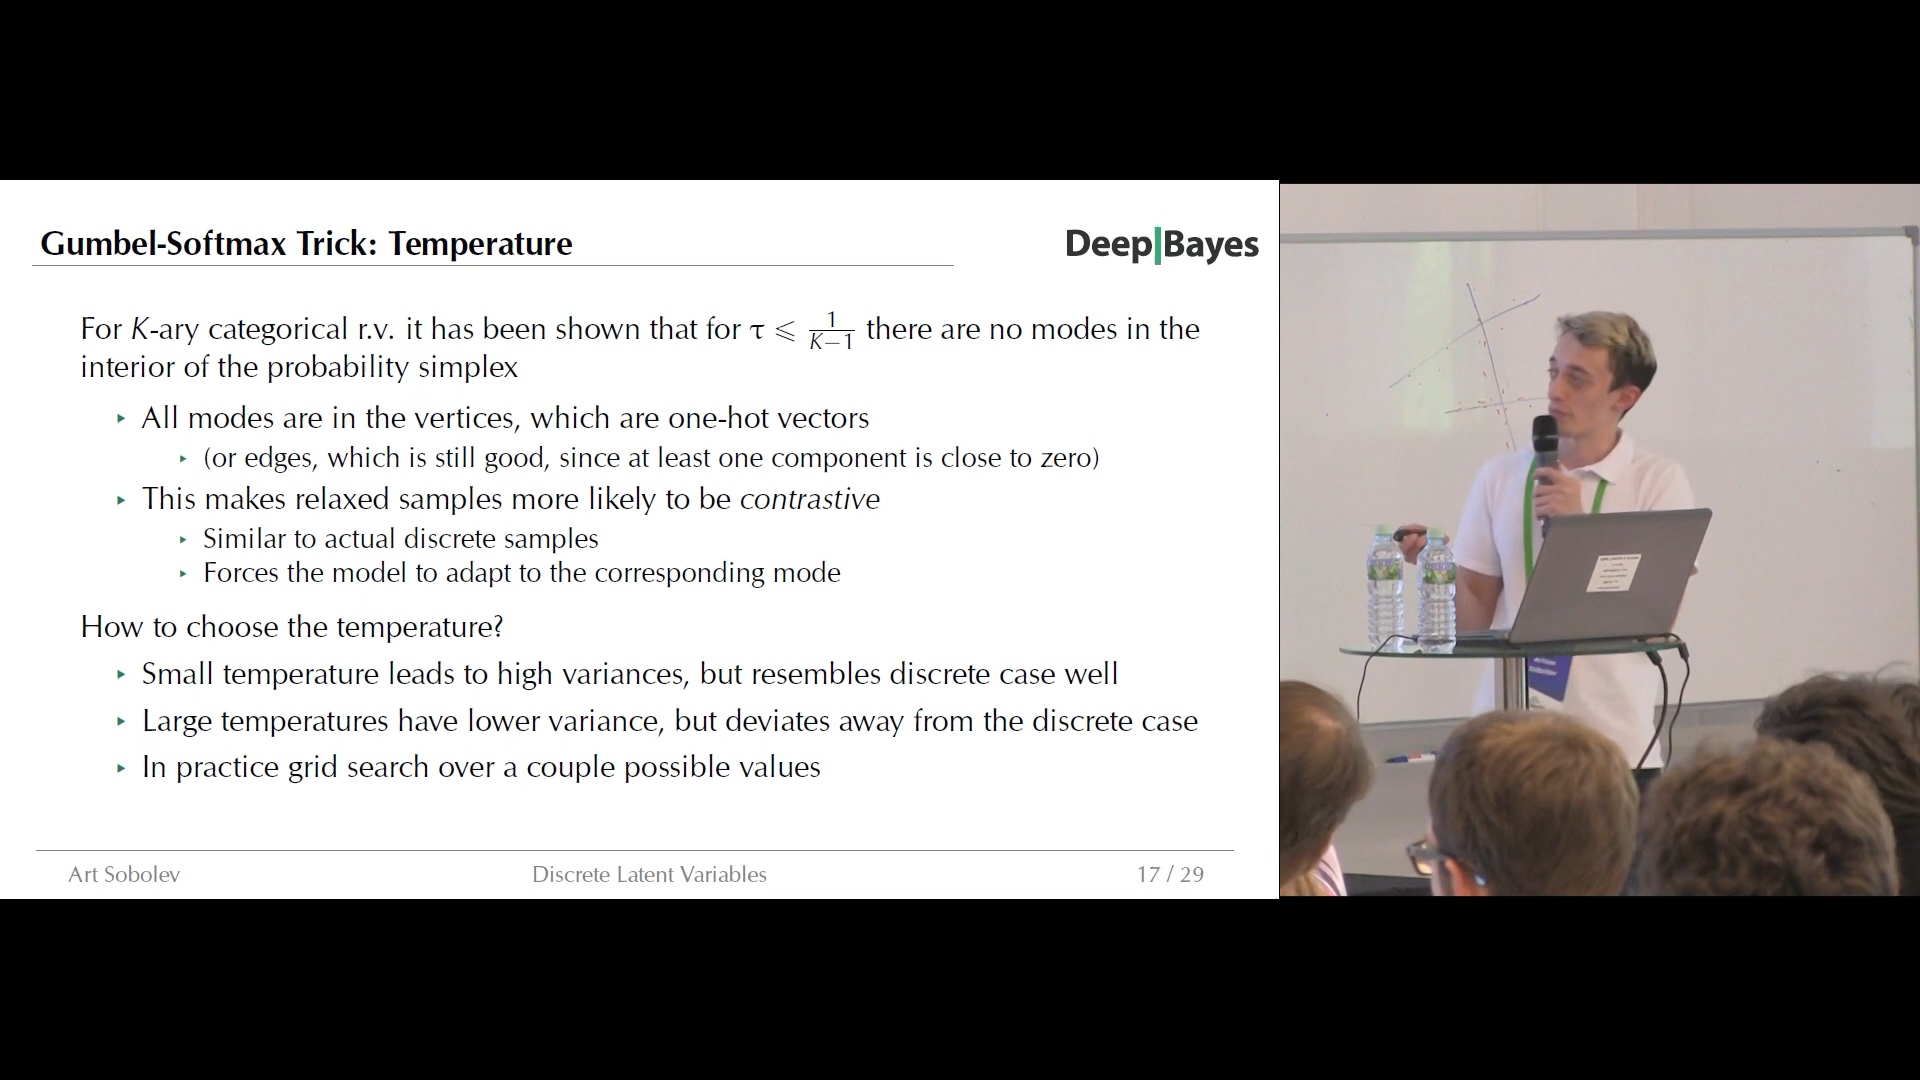 Gumbel-Softmax Trick: Temperature
Deep|Bayes
For K-ary categorical r.v. it has been shown that for τ ⩽ 1/(K−1) there are no modes in the
interior of the probability simplex
‣ All modes are in the vertices, which are one-hot vectors
‣ (or edges, which is still good, since at least one component is close to zero)
‣ This makes relaxed samples more likely to be contrastive
‣ Similar to actual discrete samples
‣ Forces the model to adapt to the corresponding mode
How to choose the temperature?
‣ Small temperature leads to high variances, but resembles discrete case well
‣ Large temperatures have lower variance, but deviates away from the discrete case
‣ In practice grid search over a couple possible values
Art Sobolev
Discrete Latent Variables
17 / 29